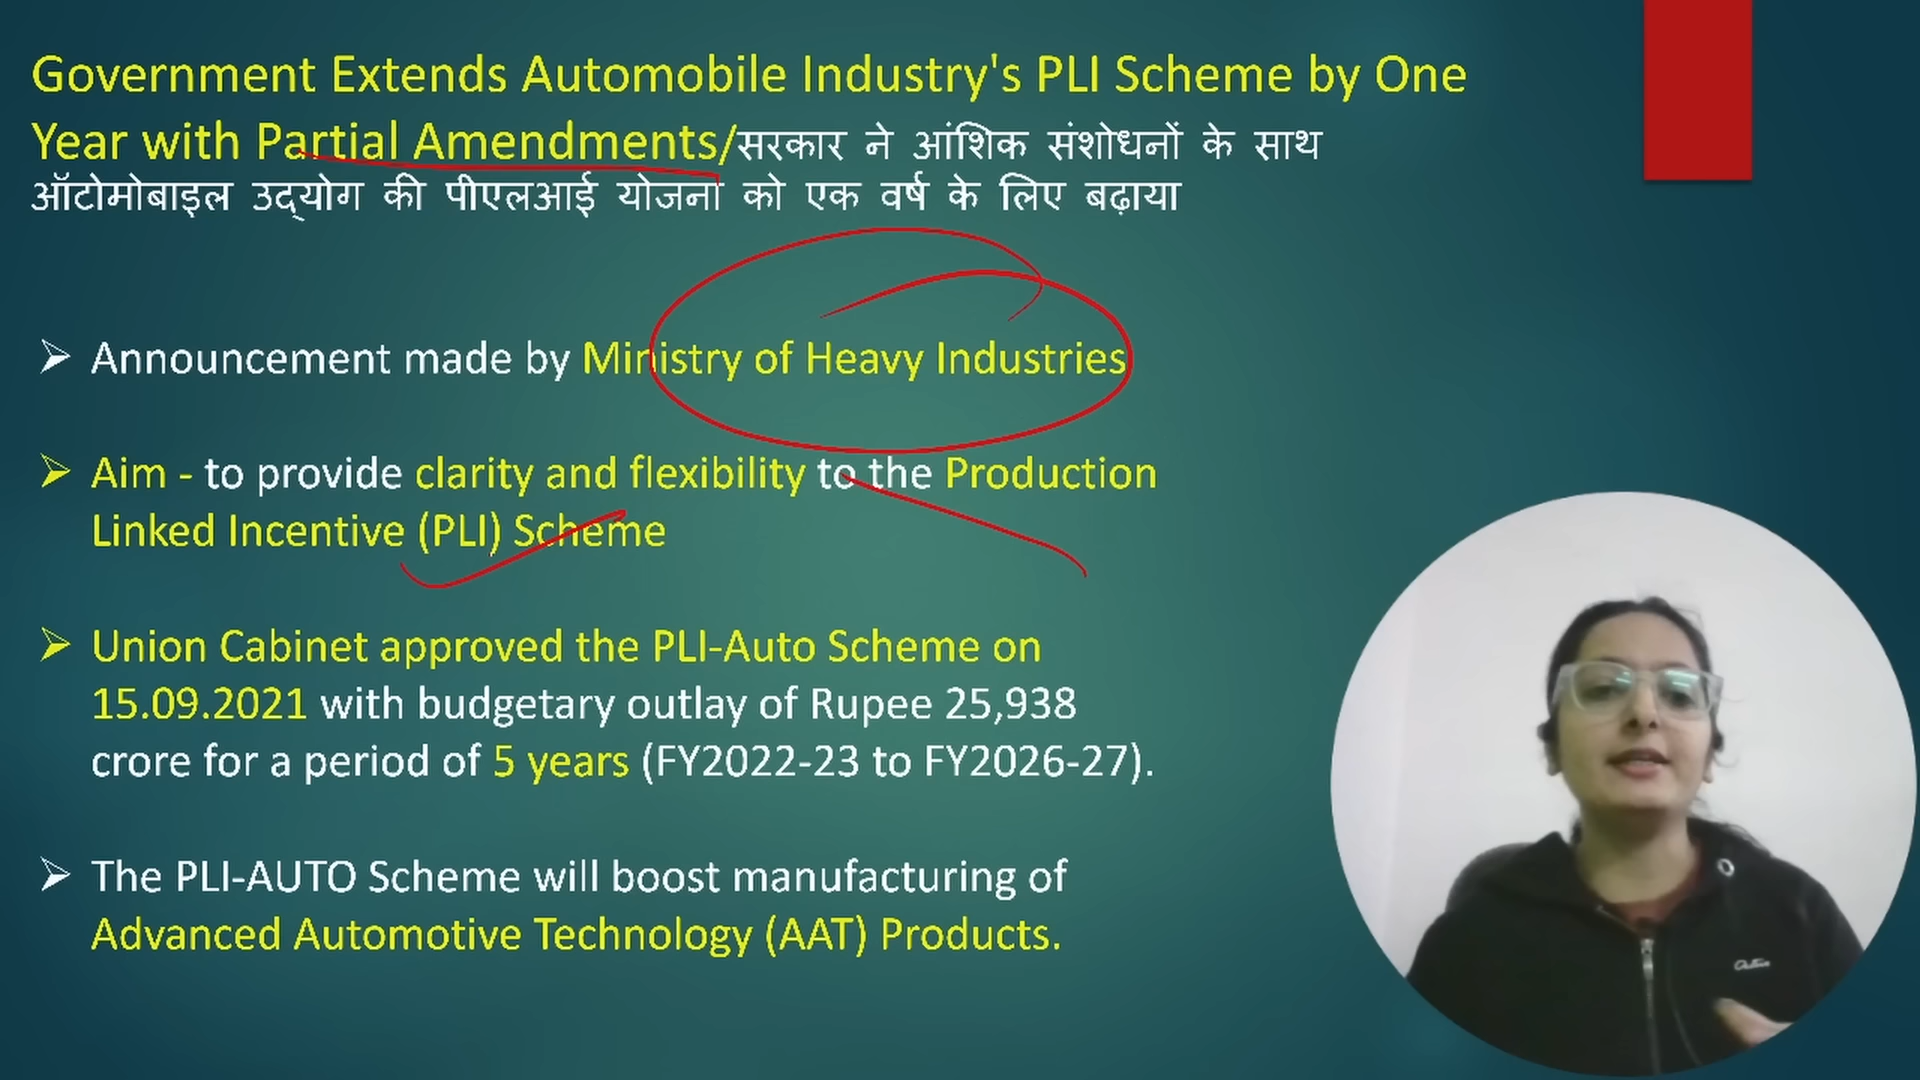 Government Extends Automobile Industry's PLI Scheme by One
Year with Partial Amendments/सरकार ने आंशिक संशोधनों के साथ
ऑटोमोबाइल उद्योग की पीएलआई योजना को एक वर्ष के लिए बढ़ाया
Announcement made by Ministry of Heavy Industries
Aim - to provide clarity and flexibility to the Production
Linked Incentive (PLI) Scheme
Union Cabinet approved the PLI-Auto Scheme on
15.09.2021 with budgetary outlay of Rupee 25,938
crore for a period of 5 years (FY2022-23 to FY2026-27).
The PLI-AUTO Scheme will boost manufacturing of
Advanced Automotive Technology (AAT) Products.